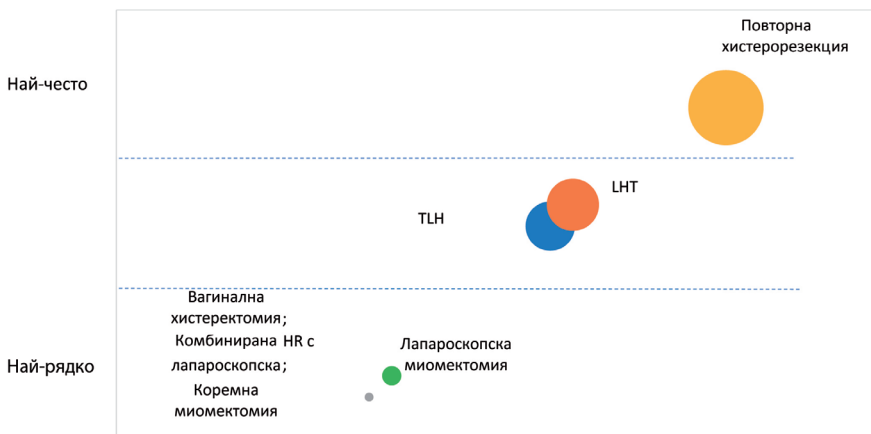 Повторна
хистерорезекция
Най-често
LHT
TLH
Вагинална
хистеректомия;
Комбинирана HR с
лапароскопска;
Коремна
миомектомия
Лапароскопска
миомектомия
Най-рядко